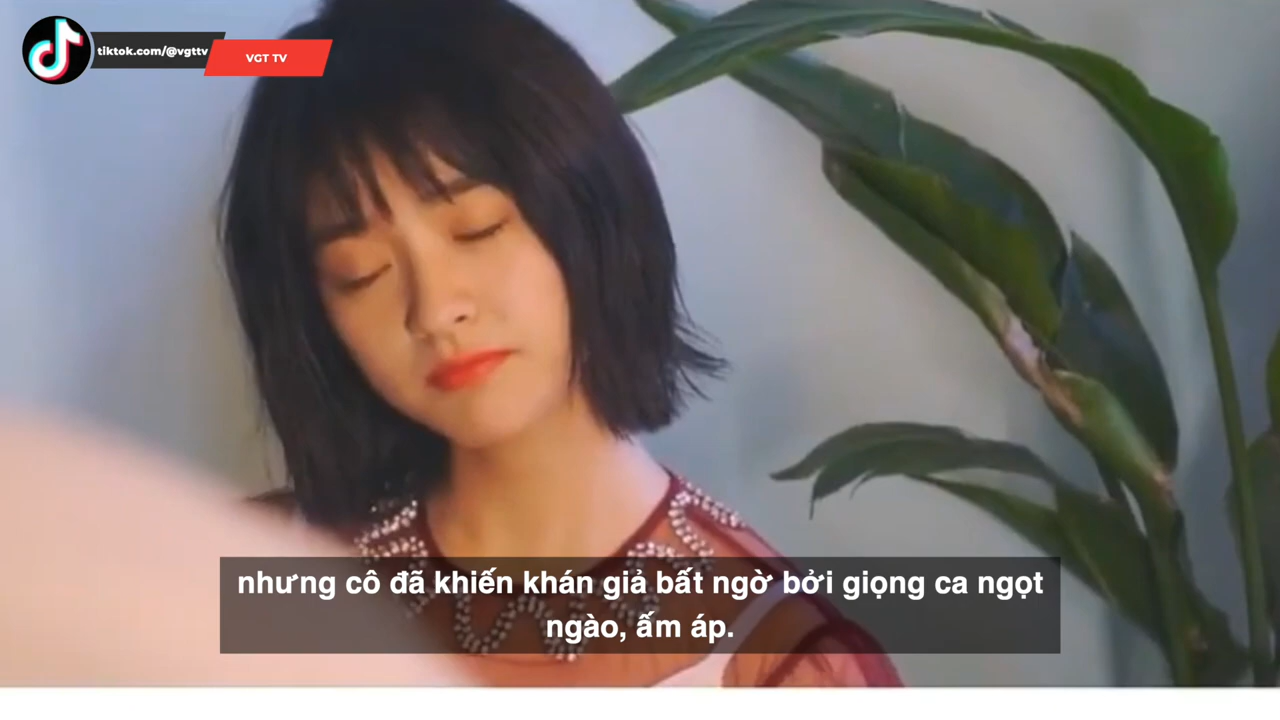 tiktok.com/@vgttv
VGT TV
nhưng cô đã khiến khán giả bất ngờ bởi giọng ca ngọt
ngào, ấm áp.